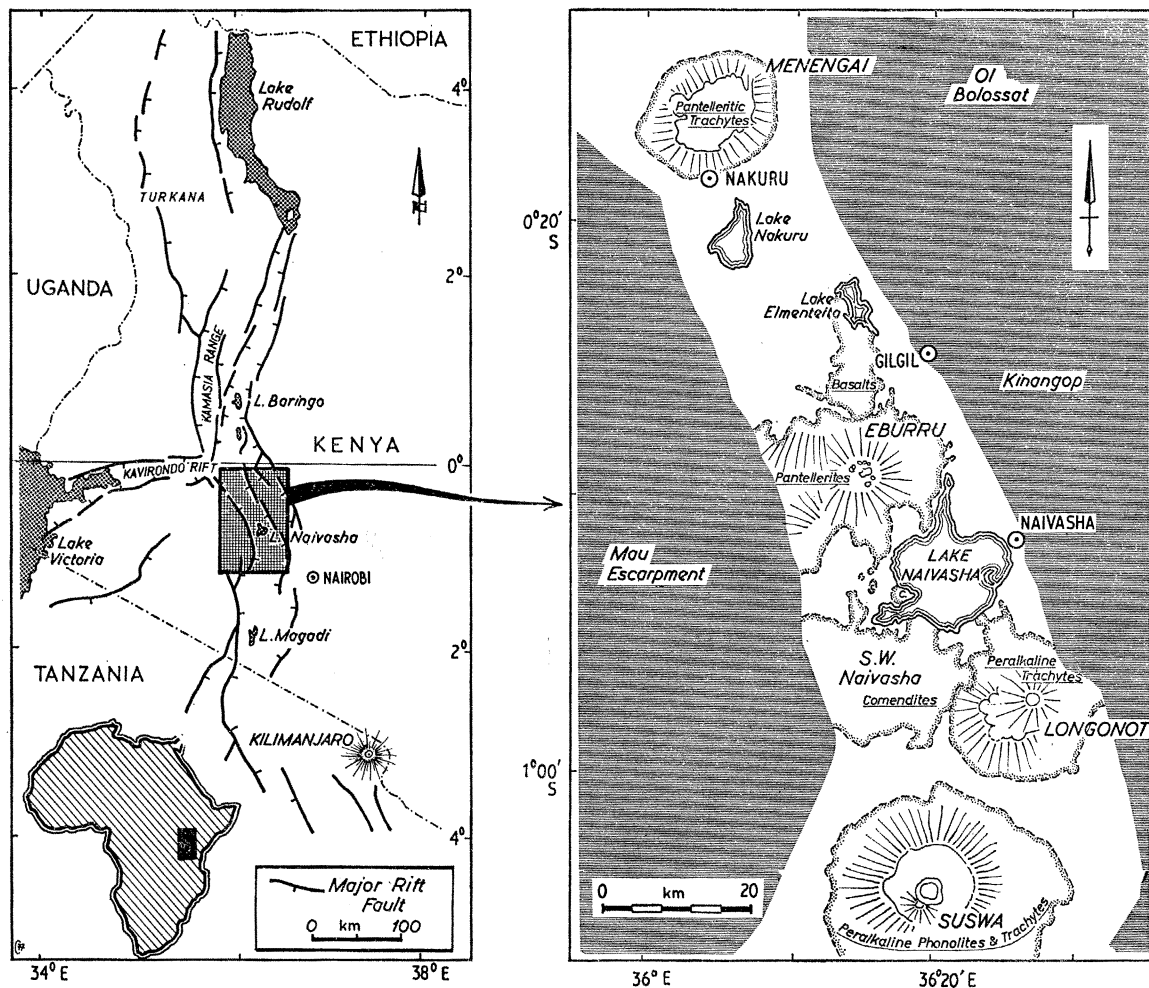 ETHIOPIA
Lake
Rudolf
4°
TURKANA
2°
UGANDA
KAMASIA RANGE
L. Baringo
KENYA
0°
KAVIRONDO RIFT
L. Naivasha
Lake
Victoria
NAIROBI
L. Magadi
2°
TANZANIA
KILIMANJARO
4°
Major Rift
Fault
0 km 100
34° E
38° E
MENENGAI
Pantelleritic
Trachytes
Ol
Bolossat
NAKURU
0° 20'
S
Lake
Nakuru
Lake
Elmenteita
GILGIL
Basalts
Kinangop
EBURRU
Pantellerites
NAIVASHA
Mau
Escarpment
LAKE
NAIVASHA
S.W.
Naivasha
Comendites
Peralkaline
Trachytes
LONGONOT
1° 00'
S
0 km 20
SUSWA
Peralkaline Phonolites & Trachytes
36° E
36° 20' E